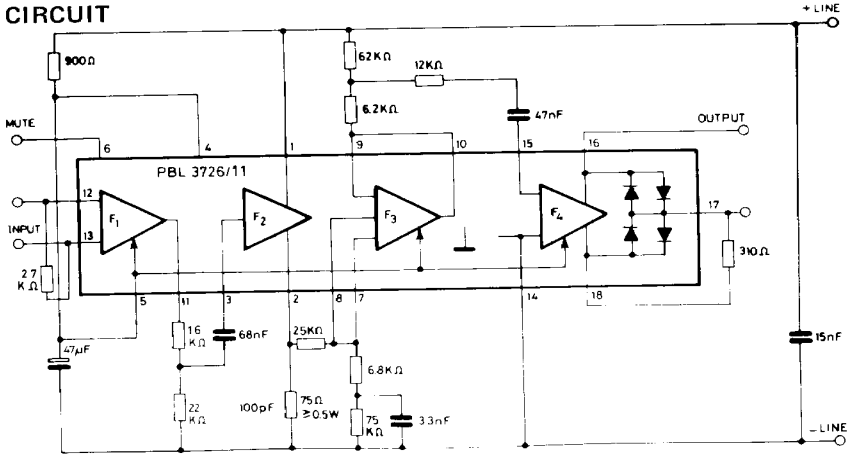 CIRCUIT
+ LINE
900Ω
62KΩ
12KΩ
6.2KΩ
47nF
OUTPUT
MUTE
6
4
1
9
10
15
16
PBL 3726/11
12
F1
F2
F3
F4
17
INPUT
13
27
KΩ
310Ω
5
11
3
2
8
7
14
18
47µF
16
KΩ
68nF
25KΩ
15nF
6.8KΩ
22
KΩ
100pF
75Ω
≥0.5W
75
KΩ
33nF
–LINE